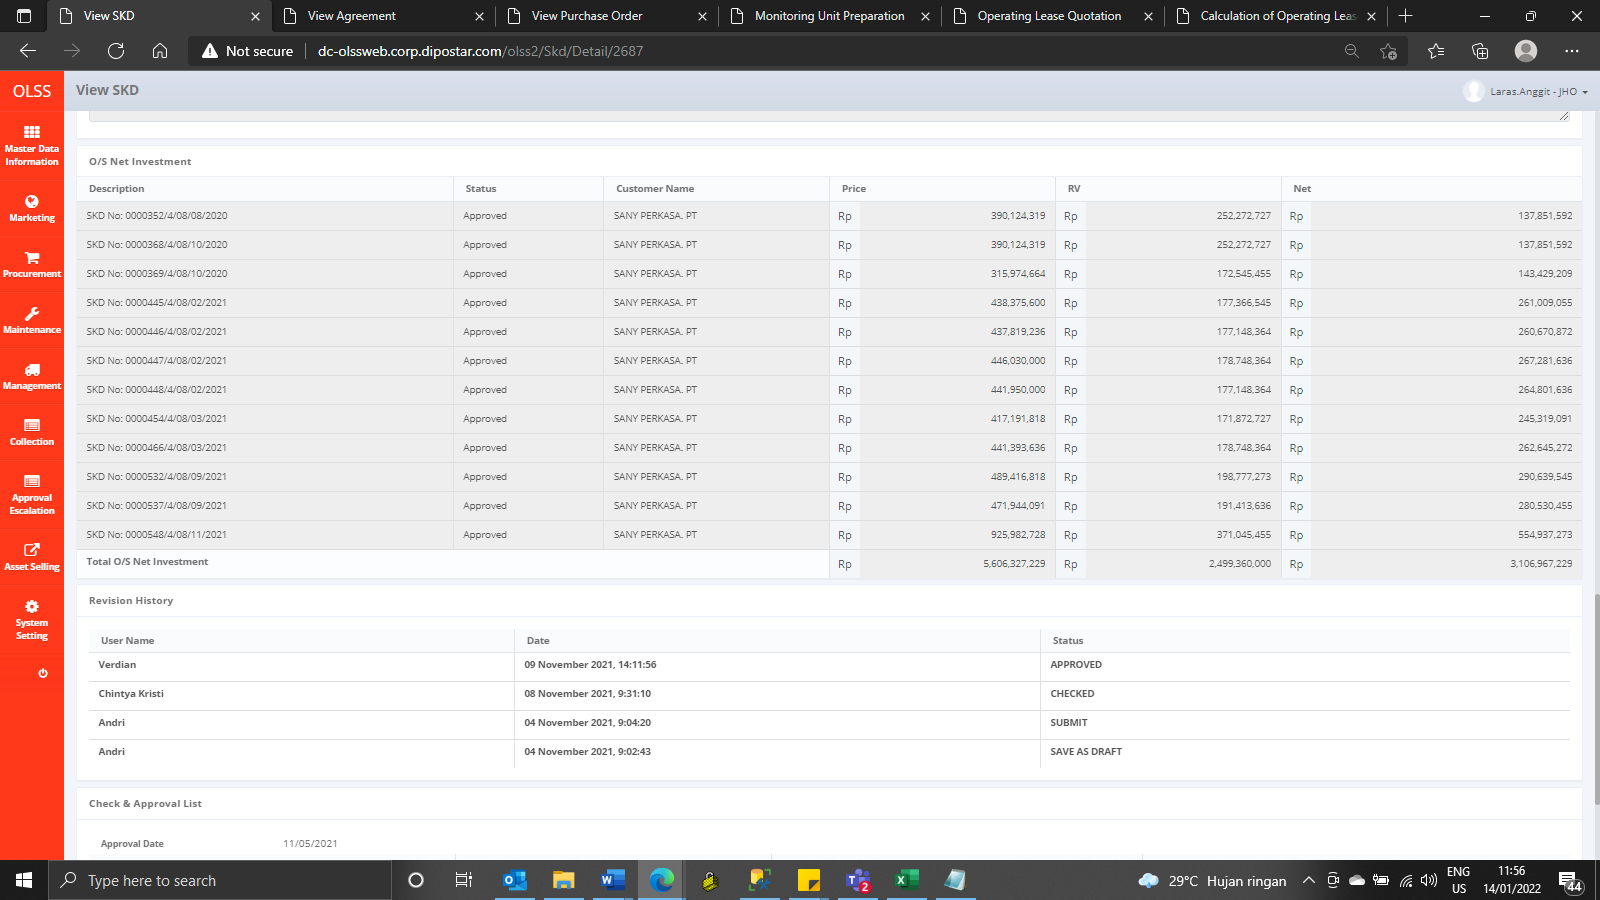 View SKD
View Agreement
View Purchase Order
Monitoring Unit Preparation
Operating Lease Quotation
Calculation of Operating Leas
Not secure dc-olssweb.corp.dipostar.com/olss2/Skd/Detail/2687
OLSS
View SKD
Laras.Anggit - JHO
Master Data
Information
Marketing
Procurement
Maintenance
Management
Collection
Approval
Escalation
Asset Selling
System
Setting
O/S Net Investment
Description Status Customer Name Price RV Net
SKD No: 0000352/4/08/08/2020 Approved SANY PERKASA. PT Rp 390,124,319 Rp 252,272,727 Rp 137,851,592
SKD No: 0000368/4/08/10/2020 Approved SANY PERKASA. PT Rp 390,124,319 Rp 252,272,727 Rp 137,851,592
SKD No: 0000369/4/08/10/2020 Approved SANY PERKASA. PT Rp 315,974,664 Rp 172,545,455 Rp 143,429,209
SKD No: 0000445/4/08/02/2021 Approved SANY PERKASA. PT Rp 438,375,600 Rp 177,366,545 Rp 261,009,055
SKD No: 0000446/4/08/02/2021 Approved SANY PERKASA. PT Rp 437,819,236 Rp 177,148,364 Rp 260,670,872
SKD No: 0000447/4/08/02/2021 Approved SANY PERKASA. PT Rp 446,030,000 Rp 178,748,364 Rp 267,281,636
SKD No: 0000448/4/08/02/2021 Approved SANY PERKASA. PT Rp 441,950,000 Rp 177,148,364 Rp 264,801,636
SKD No: 0000454/4/08/03/2021 Approved SANY PERKASA. PT Rp 417,191,818 Rp 171,872,727 Rp 245,319,091
SKD No: 0000466/4/08/03/2021 Approved SANY PERKASA. PT Rp 441,393,636 Rp 178,748,364 Rp 262,645,272
SKD No: 0000532/4/08/09/2021 Approved SANY PERKASA. PT Rp 489,416,818 Rp 198,777,273 Rp 290,639,545
SKD No: 0000537/4/08/09/2021 Approved SANY PERKASA. PT Rp 471,944,091 Rp 191,413,636 Rp 280,530,455
SKD No: 0000548/4/08/11/2021 Approved SANY PERKASA. PT Rp 925,982,728 Rp 371,045,455 Rp 554,937,273
Total O/S Net Investment Rp 5,606,327,229 Rp 2,499,360,000 Rp 3,106,967,229
Revision History
User Name Date Status
Verdian 09 November 2021, 14:11:56 APPROVED
Chintya Kristi 08 November 2021, 9:31:10 CHECKED
Andri 04 November 2021, 9:04:20 SUBMIT
Andri 04 November 2021, 9:02:43 SAVE AS DRAFT
Check & Approval List
Approval Date 11/05/2021
Type here to search
2
29°C Hujan ringan
ENG
US
11:56
14/01/2022
44